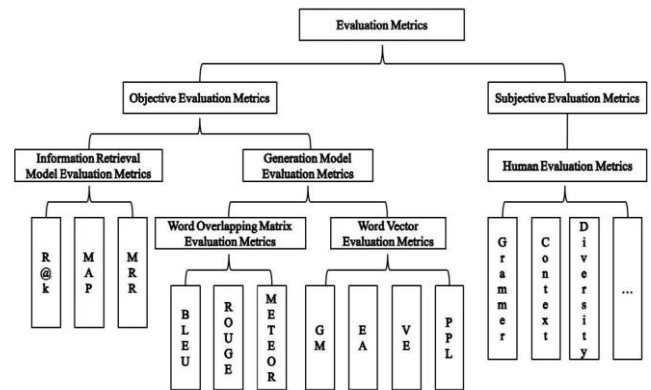 Evaluation Metrics
Objective Evaluation Metrics
Subjective Evaluation Metrics
Information Retrieval
Model Evaluation Metrics
Generation Model
Evaluation Metrics
Human Evaluation Metrics
R@k
MAP
MRR
Word Overlapping Matrix
Evaluation Metrics
Word Vector
Evaluation Metrics
Grammer
Context
Diversity
...
BLEU
ROUGE
METEOR
GM
EA
VE
PPL